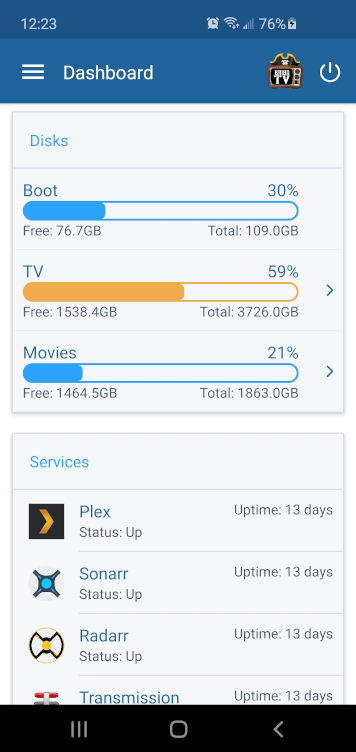 12:23
76%
Dashboard
TV
Disks
Boot 30%
Free: 76.7GB Total: 109.0GB
TV 59%
Free: 1538.4GB Total: 3726.0GB
Movies 21%
Free: 1464.5GB Total: 1863.0GB
Services
Plex Uptime: 13 days
Status: Up
Sonarr Uptime: 13 days
Status: Up
Radarr Uptime: 13 days
Status: Up
Transmission Uptime: 13 days